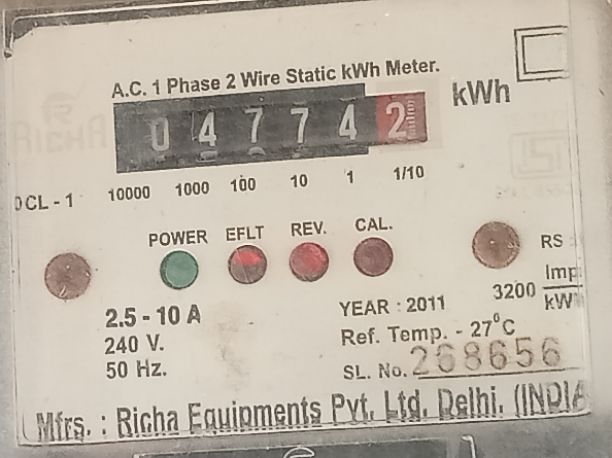 A.C. 1 Phase 2 Wire Static kWh Meter.
RICHA
0 4 7 7 4 2 kWh
CL - 1 10000 1000 100 10 1 1/10
POWER EFLT REV. CAL.
RS
2.5 - 10 A YEAR : 2011 3200 Imp
240 V. Ref. Temp. - 27°C
50 Hz. SL. No. 268656
Mfrs. : Richa Equipments Pvt. Ltd. Delhi. (INDIA